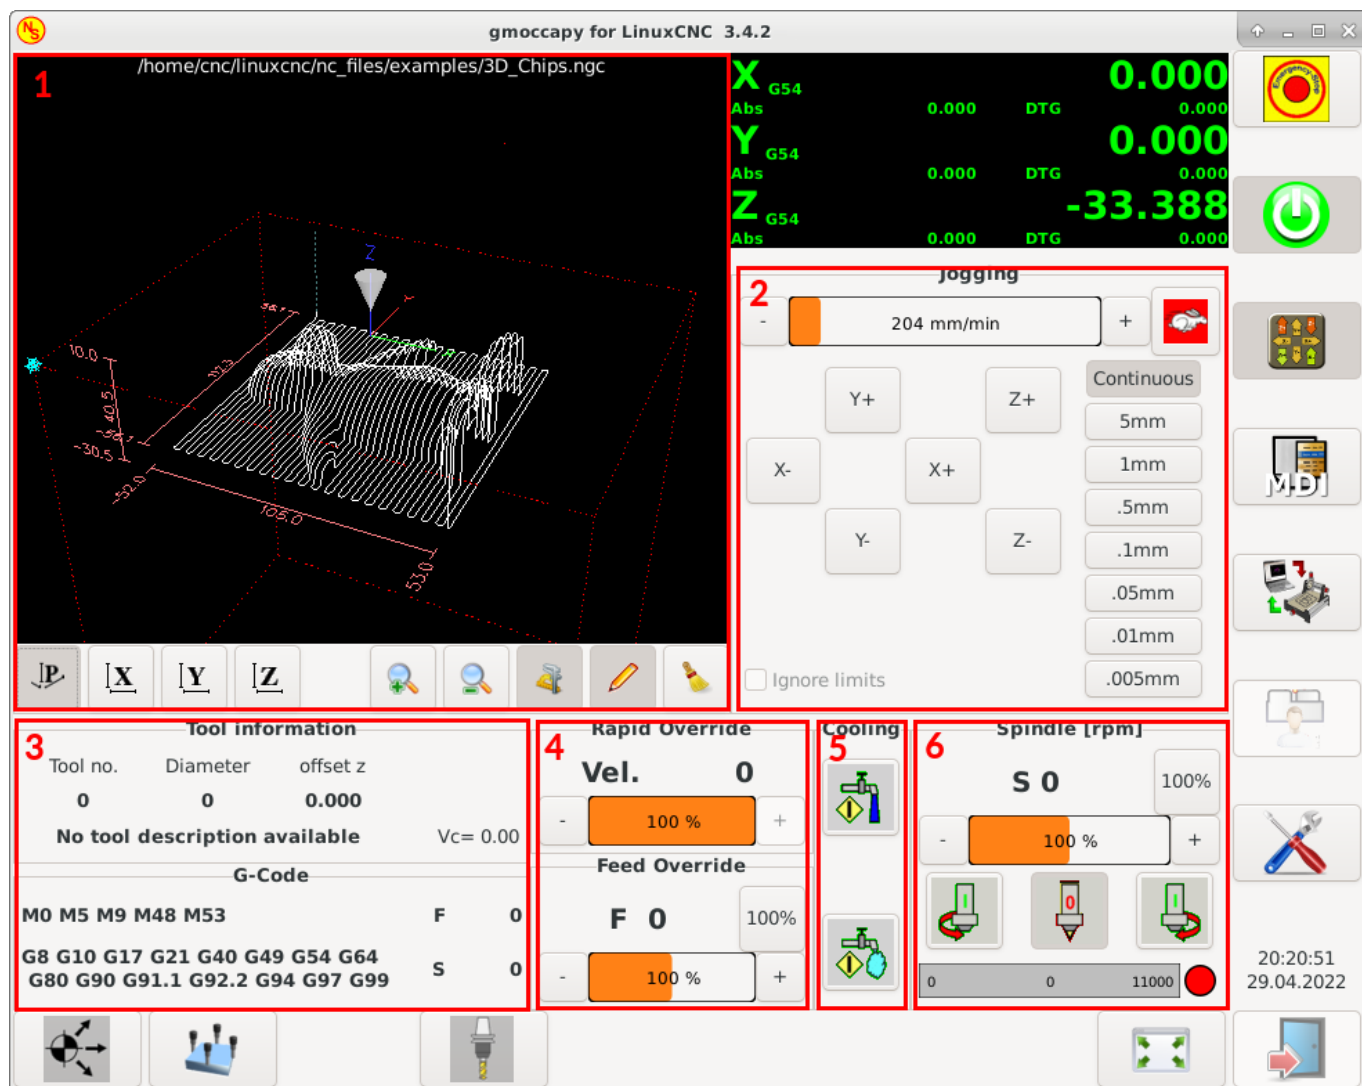 gmoccapy for LinuxCNC 3.4.2
/home/cnc/linuxcnc/nc_files/examples/3D_Chips.ngc
1
Z
10.0
40.5
-30.5
-52.0
105.0
53.0
P X Y Z
X G54 0.000
Abs 0.000 DTG 0.000
Y G54 0.000
Abs 0.000 DTG 0.000
Z G54 -33.388
Abs 0.000 DTG 0.000
Emergency-Stop
Jogging
2
- 204 mm/min +
Y+ Z+
X- X+
Y- Z-
Continuous
5mm
1mm
.5mm
.1mm
.05mm
.01mm
.005mm
Ignore limits
MDI
Tool information
3
Tool no. Diameter offset z
0 0 0.000
No tool description available Vc= 0.00
G-Code
M0 M5 M9 M48 M53 F 0
G8 G10 G17 G21 G40 G49 G54 G64
G80 G90 G91.1 G92.2 G94 G97 G99
S 0
Rapid Override
4
Vel. 0
- 100 % +
Feed Override
F 0 100%
- 100 % +
Cooling
5
Spindle [rpm]
6
S 0 100%
- 100 % +
I 0 I
0 0 11000
20:20:51
29.04.2022